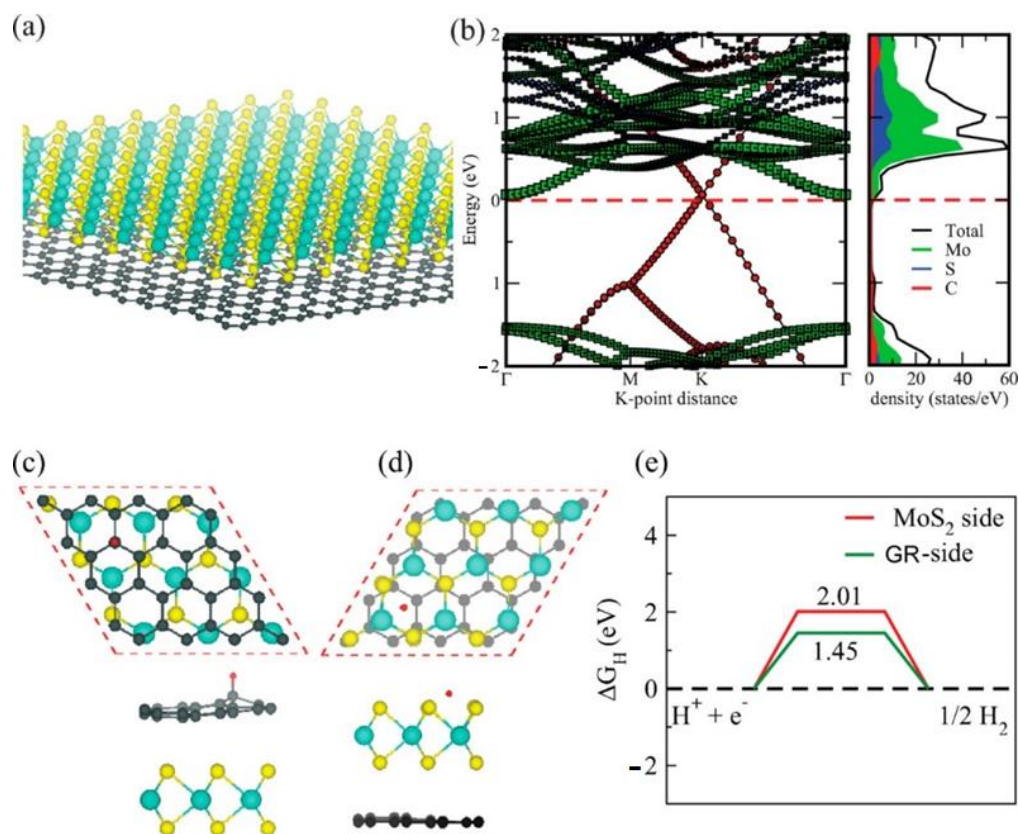 (a)
(b)
2
1
0
1
-2
Energy (eV)
Γ
M
K
Γ
K-point distance
Total
Mo
S
C
0
20
40
60
density (states/eV)
(c)
(d)
(e)
4
2
0
-2
ΔG_H (eV)
MoS₂ side
GR-side
2.01
1.45
H⁺ + e⁻
1/2 H₂